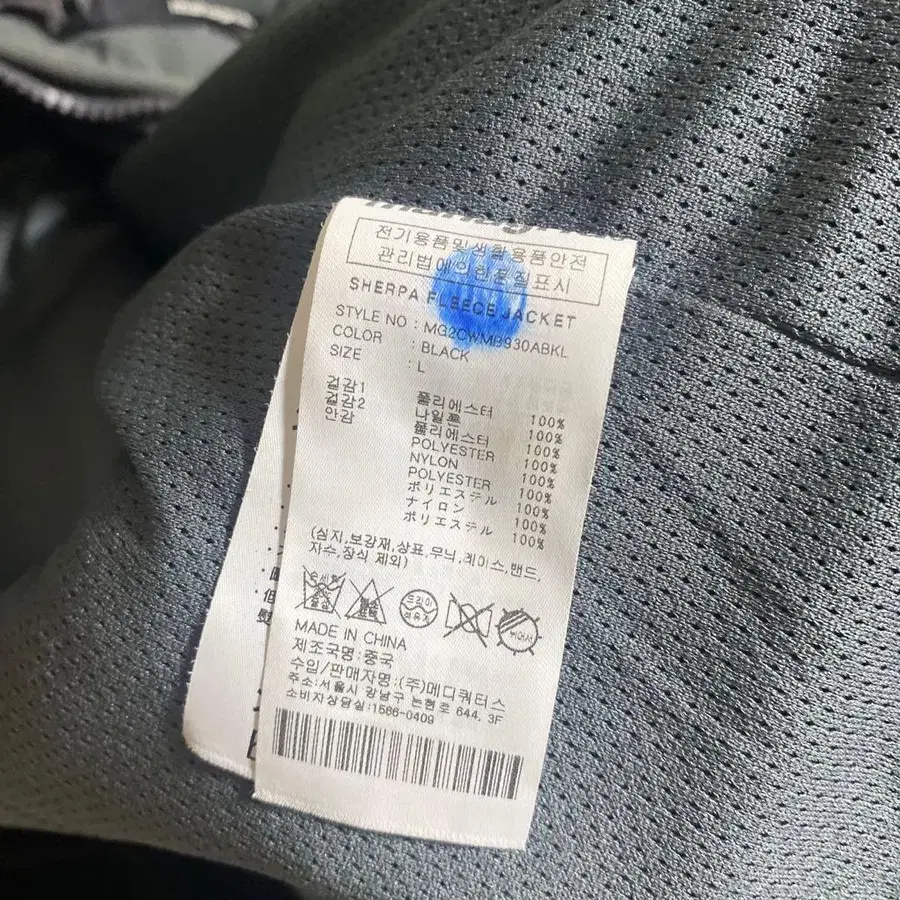 전기용품및생활용품안전
관리법에의한품질표시
SHERPA FLEECE JACKET
STYLE NO : MG2CWMB930ABKL
COLOR : BLACK
SIZE : L
겉감1 폴리에스터 100%
겉감2 나일론 100%
안감 폴리에스터 100%
POLYESTER 100%
NYLON 100%
POLYESTER 100%
ポリエステル 100%
ナイロン 100%
ポリエステル 100%
(심지,보강재,상표,무늬,레이스,밴드,
자수,장식 제외)
드라이
MADE IN CHINA
제조국명:중국
수입/판매자명:(주)메디쿼터스
주소:서울시 강남구 논현로 644, 3F
소비자상담실:1566-0409